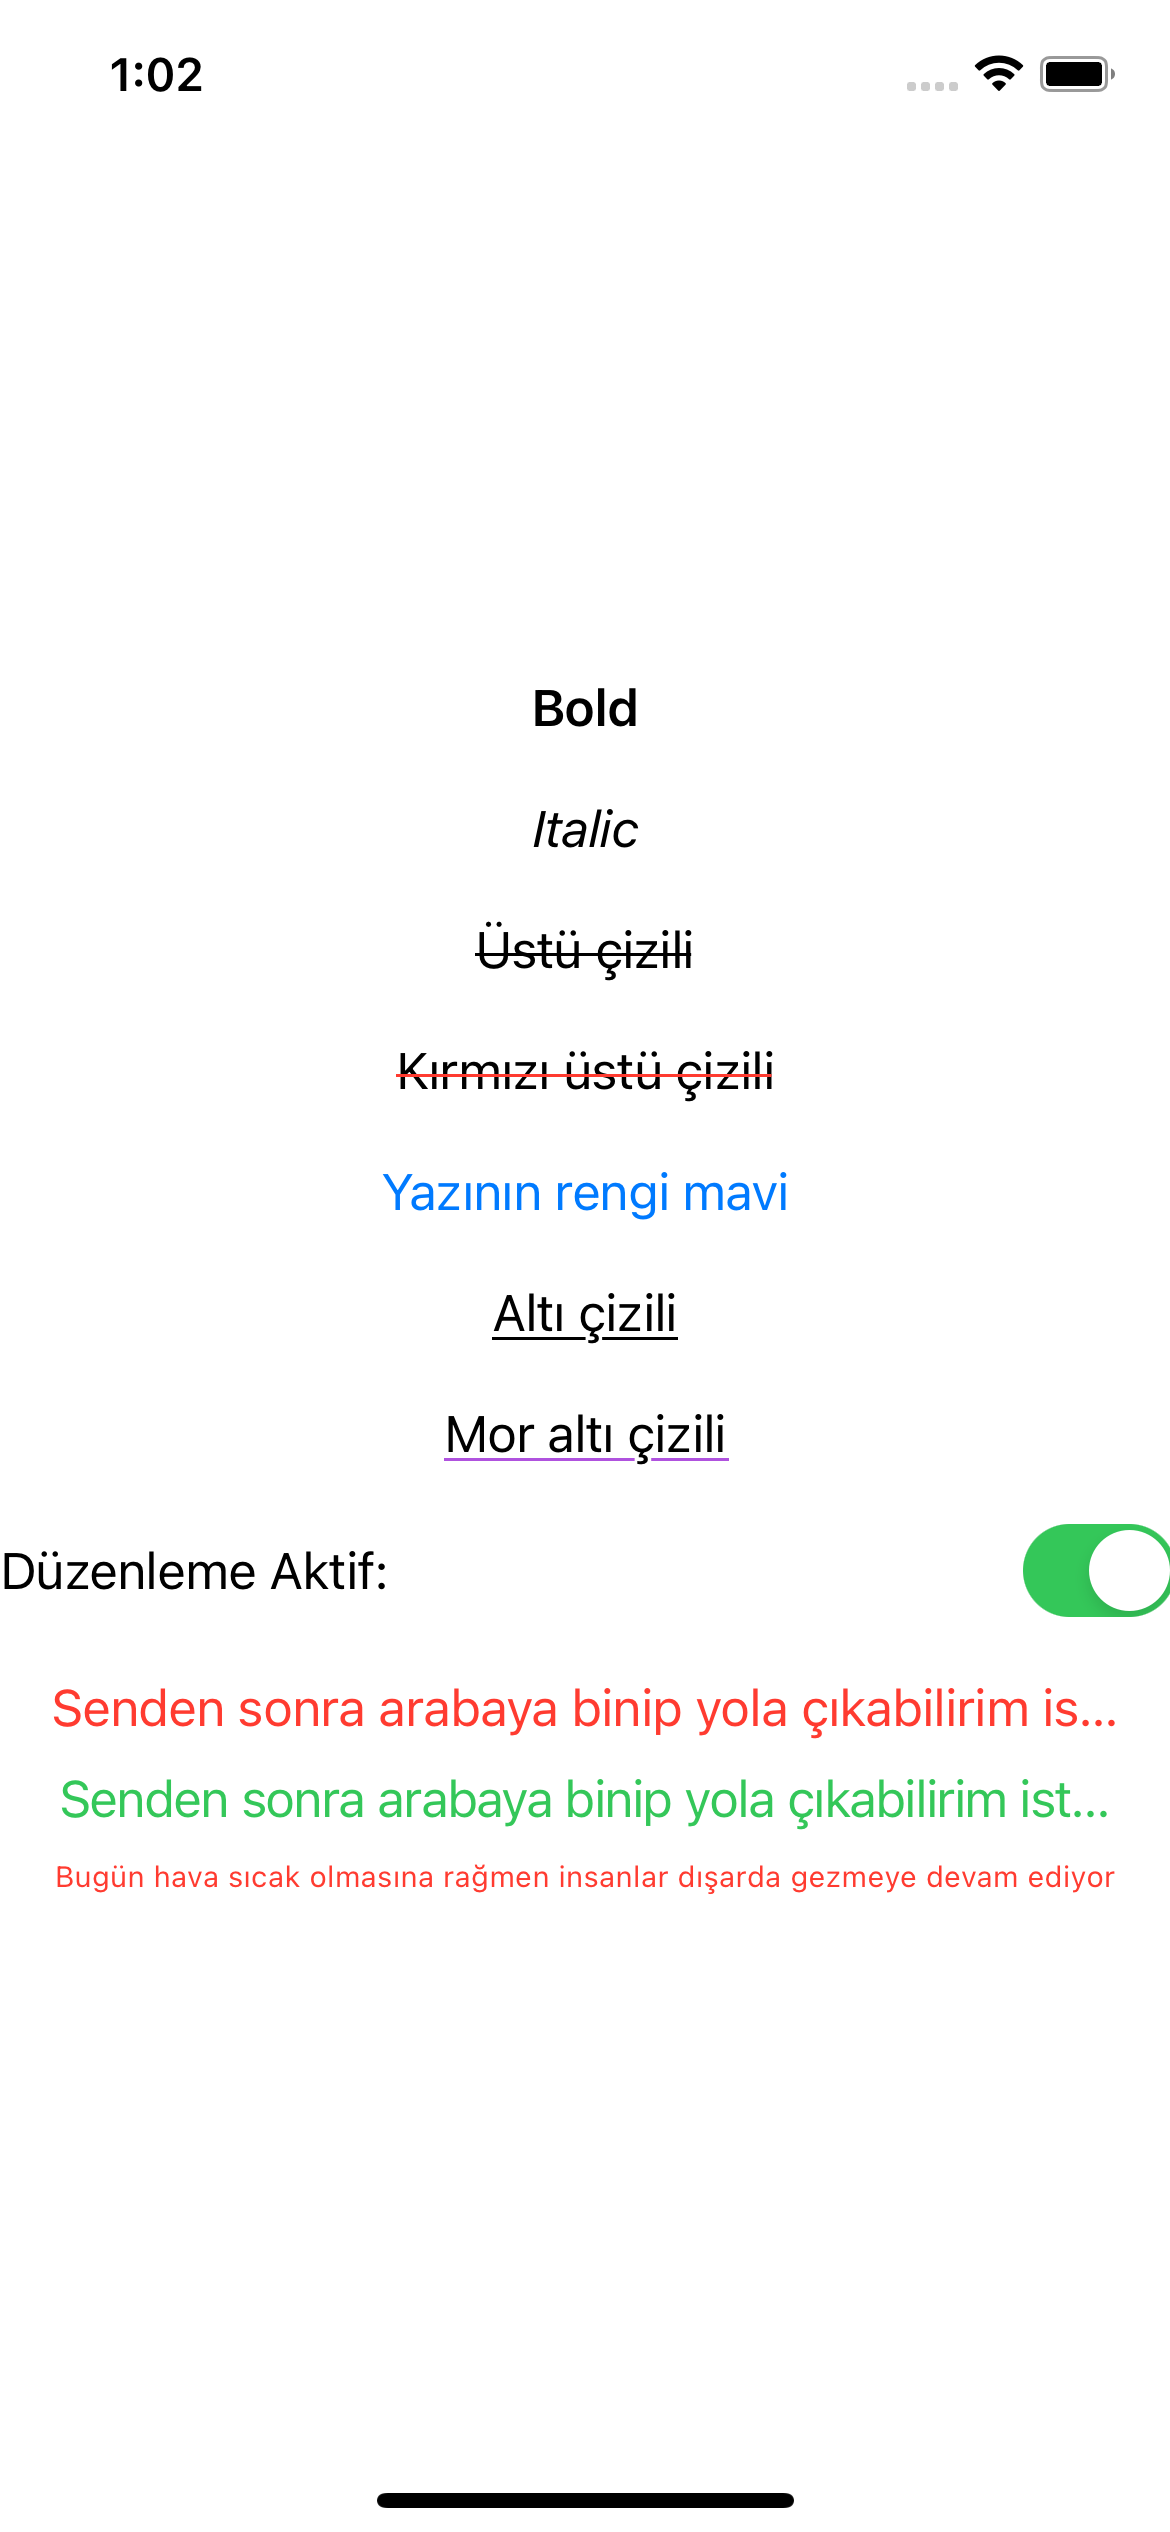 1:02
Bold
Italic
Üstü çizili
Kırmızı üstü çizili
Yazının rengi mavi
Altı çizili
Mor altı çizili
Düzenleme Aktif:
Senden sonra arabaya binip yola çıkabilirim is...
Senden sonra arabaya binip yola çıkabilirim ist...
Bugün hava sıcak olmasına rağmen insanlar dışarda gezmeye devam ediyor